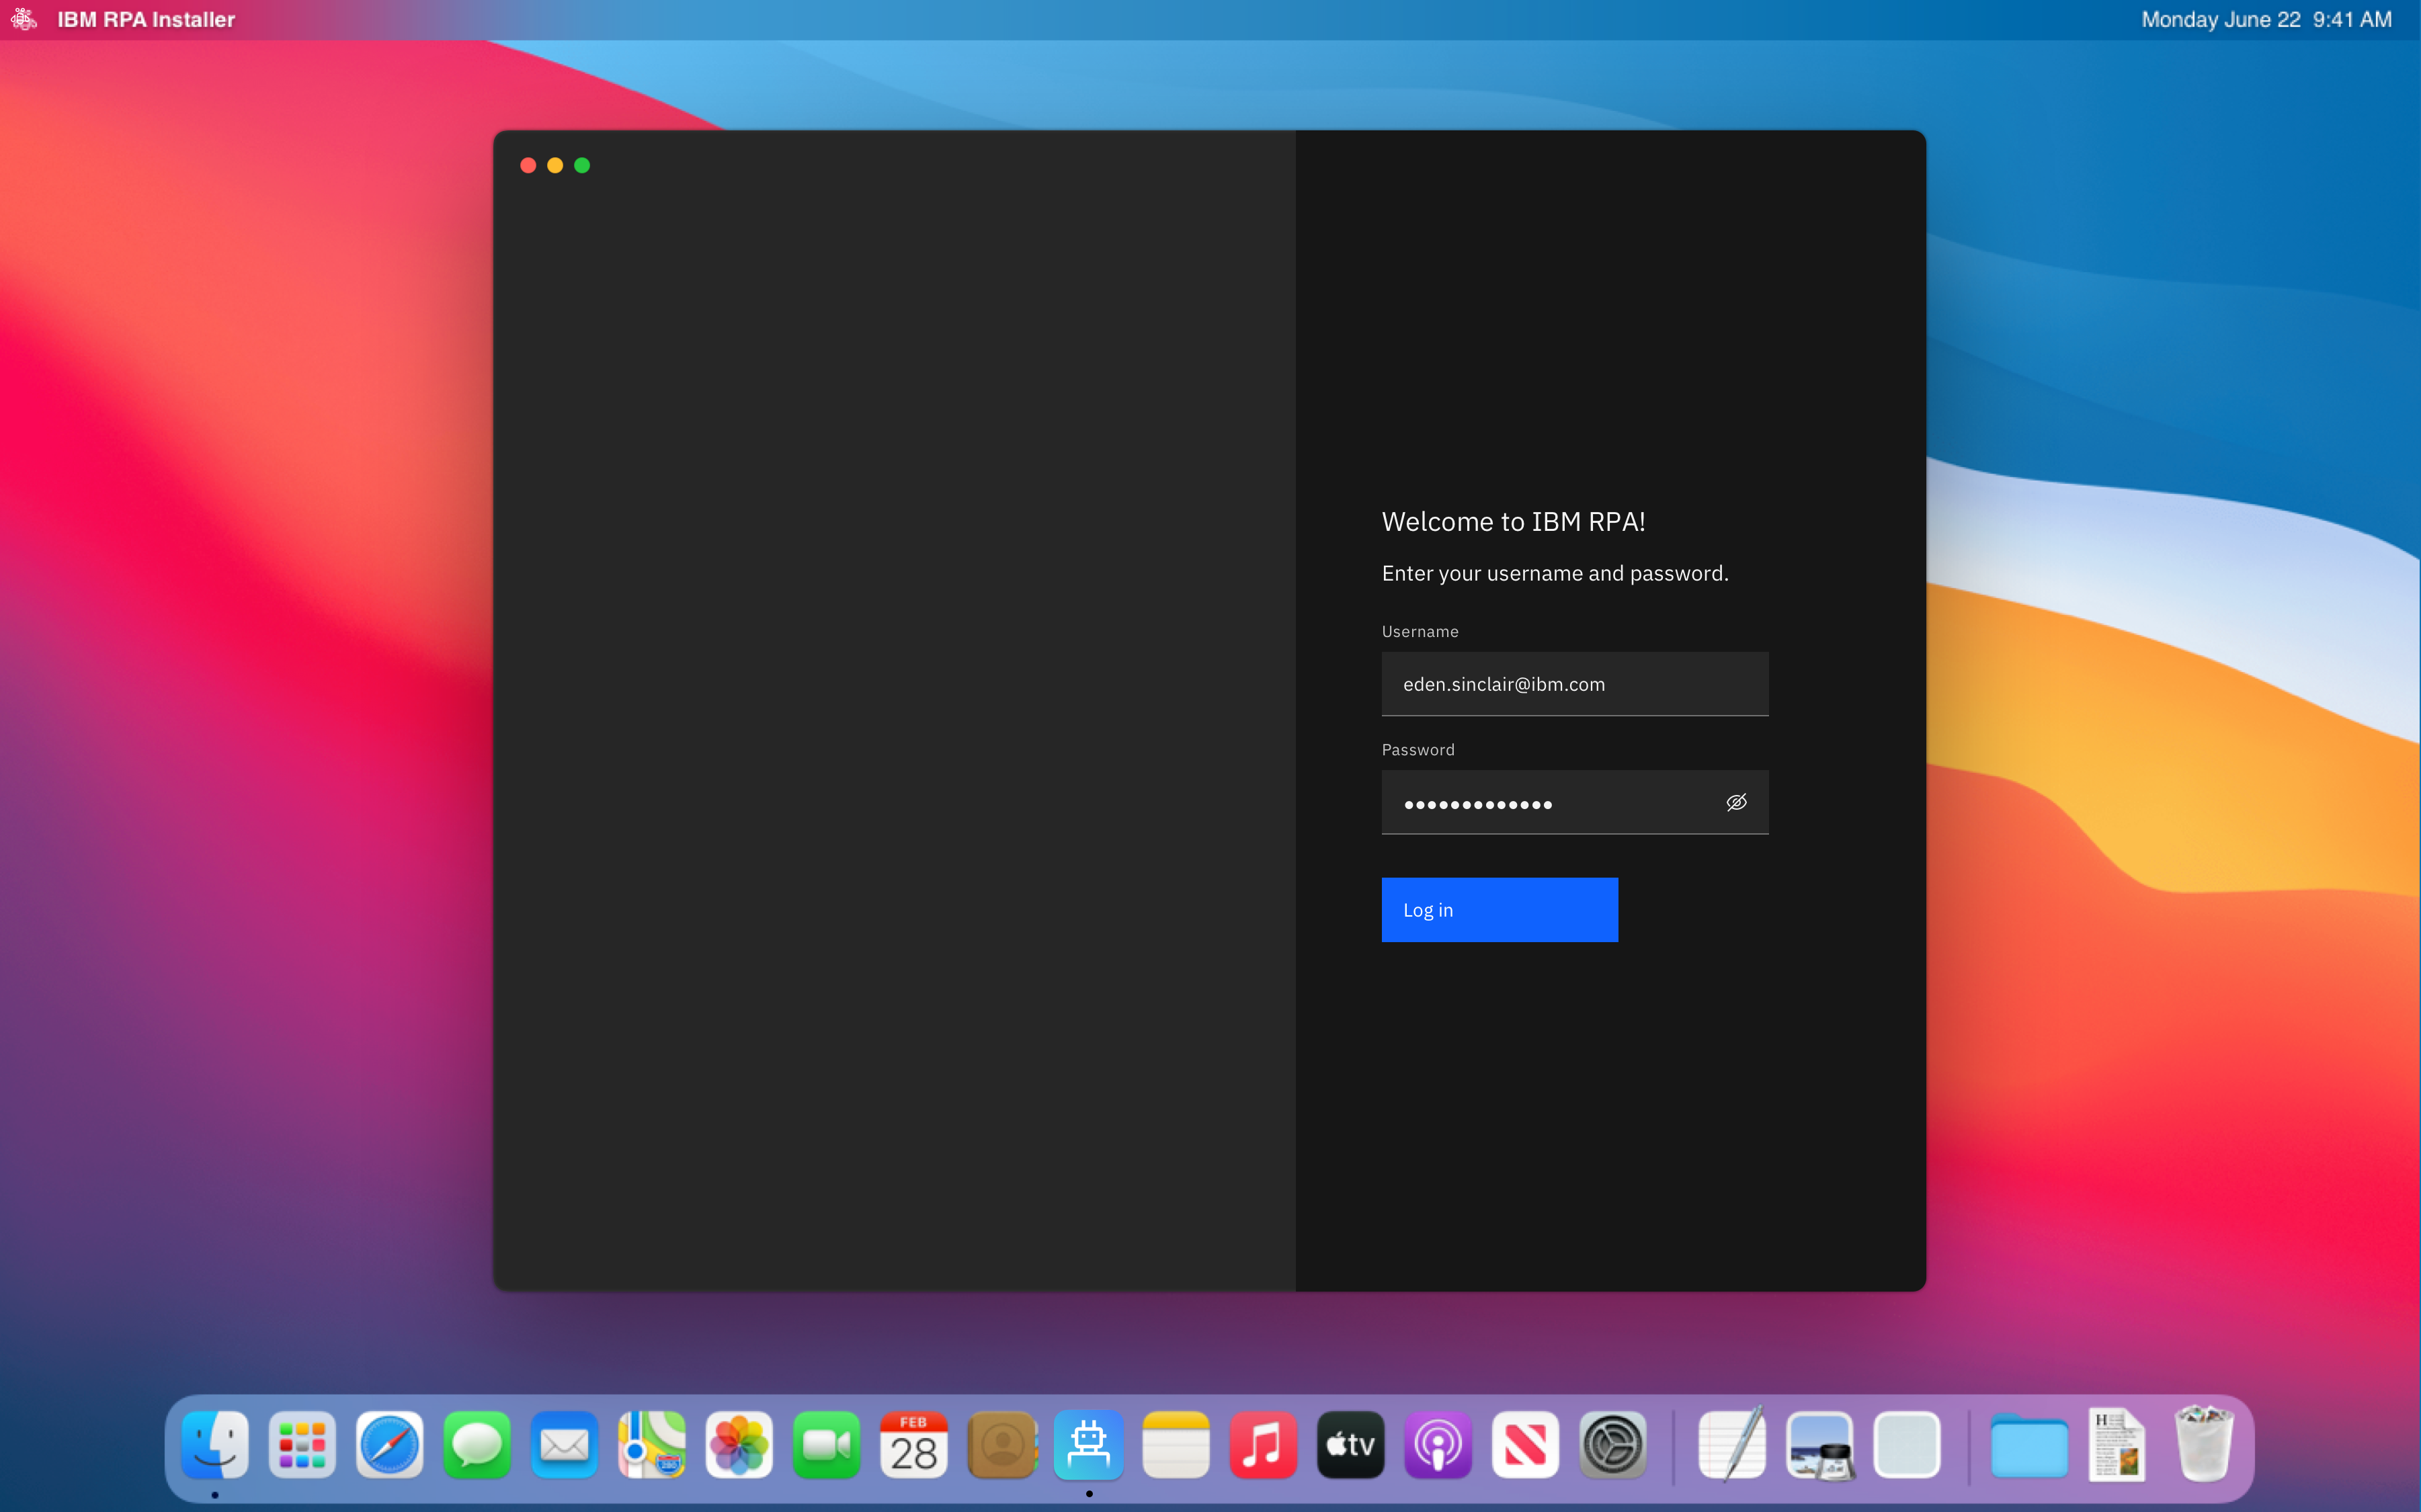 IBM RPA Installer
Monday June 22 9:41 AM
Welcome to IBM RPA!
Enter your username and password.
Username
eden.sinclair@ibm.com
Password
•••••••••••••
Log in
FEB
28
280
tv